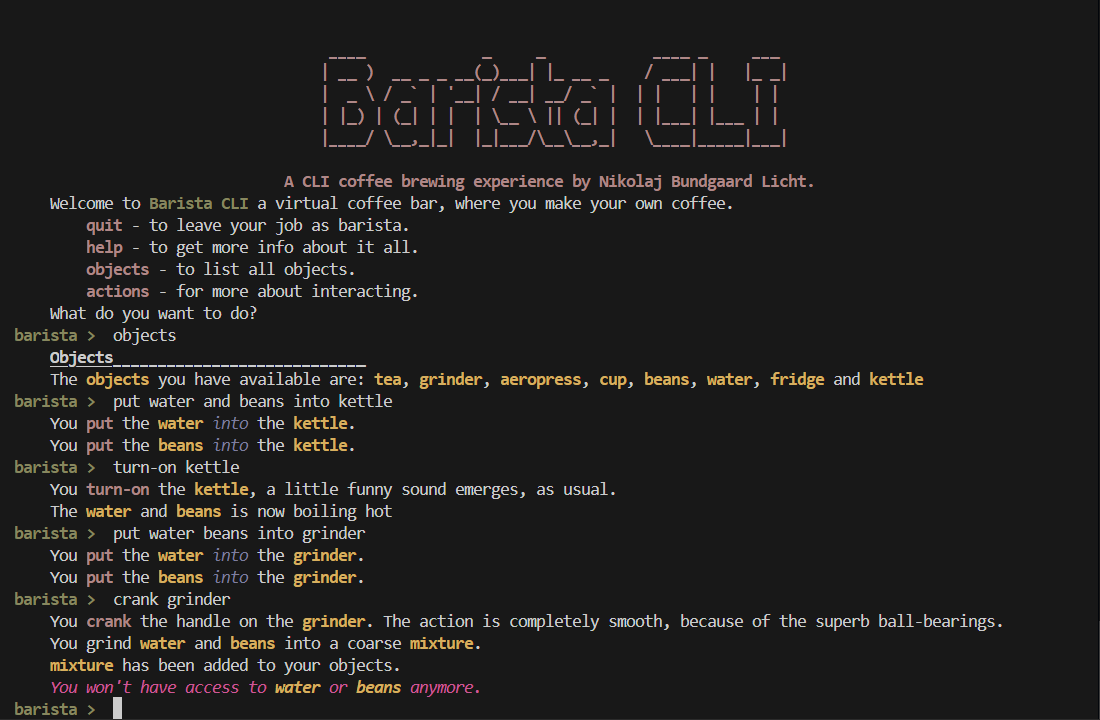 Barista CLI
A CLI coffee brewing experience by Nikolaj Bundgaard Licht.
Welcome to Barista CLI a virtual coffee bar, where you make your own coffee.
quit - to leave your job as barista.
help - to get more info about it all.
objects - to list all objects.
actions - for more about interacting.
What do you want to do?
barista > objects
Objects____________________________
The objects you have available are: tea, grinder, aeropress, cup, beans, water, fridge and kettle
barista > put water and beans into kettle
You put the water into the kettle.
You put the beans into the kettle.
barista > turn-on kettle
You turn-on the kettle, a little funny sound emerges, as usual.
The water and beans is now boiling hot
barista > put water beans into grinder
You put the water into the grinder.
You put the beans into the grinder.
barista > crank grinder
You crank the handle on the grinder. The action is completely smooth, because of the superb ball-bearings.
You grind water and beans into a coarse mixture.
mixture has been added to your objects.
You won't have access to water or beans anymore.
barista >